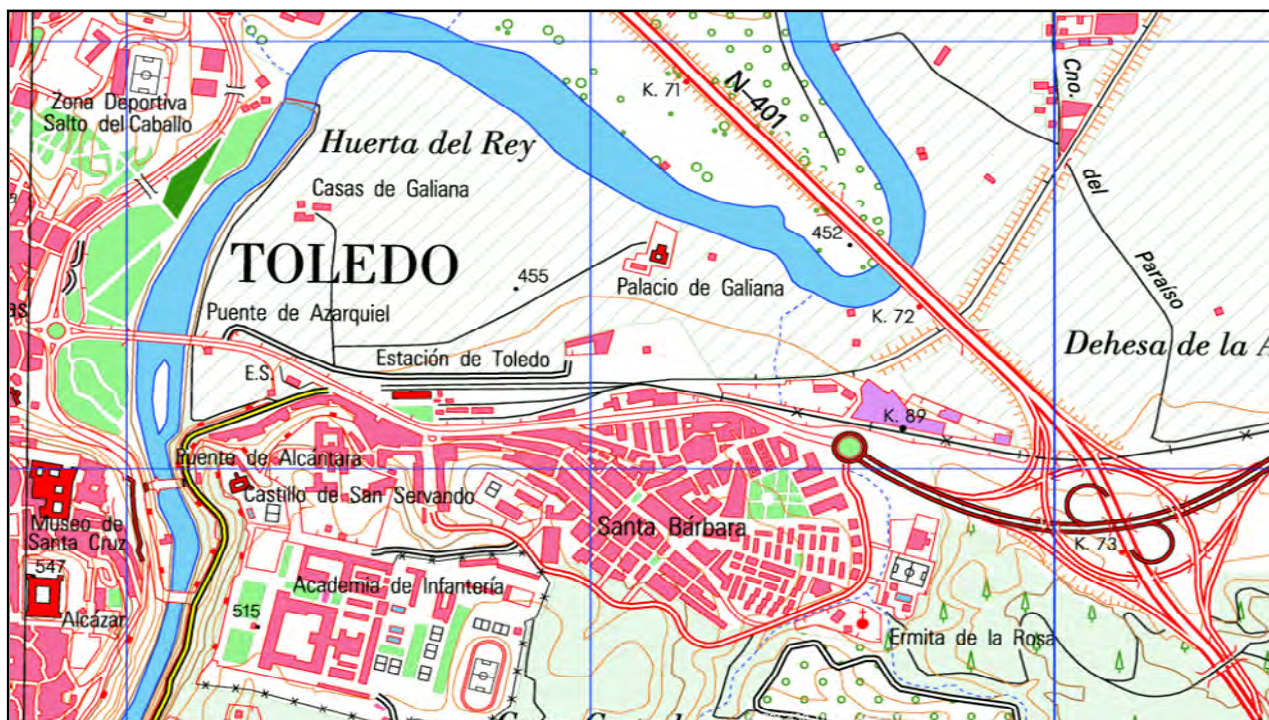 K. 71
N-401
Cno.
del
Paraíso
Zona Deportiva
Salto del Caballo
Huerta del Rey
Casas de Galiana
452
TOLEDO
455
Palacio de Galiana
as
Puente de Azarquiel
K. 72
Estación de Toledo
Dehesa de la A
E.S.
K. 89
Puente de Alcántara
Castillo de San Servando
Museo de
Santa Cruz
Santa Bárbara
K. 73
547
Academia de Infantería
Alcázar
515
Ermita de la Rosa